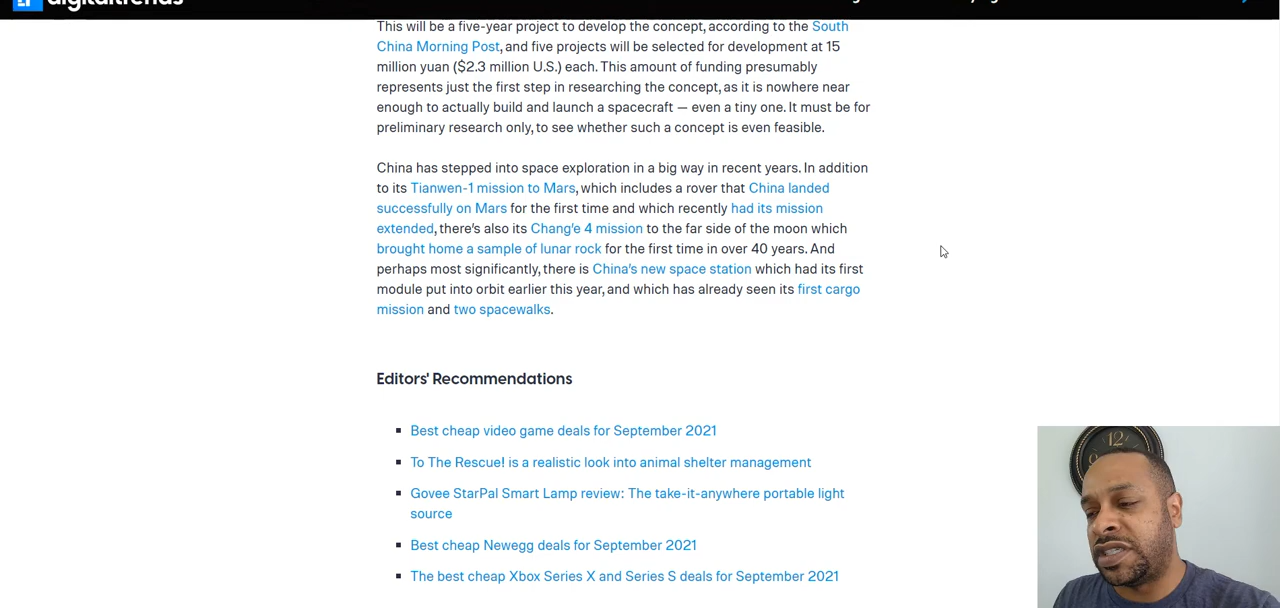 digitaltrends
This will be a five-year project to develop the concept, according to the South
China Morning Post, and five projects will be selected for development at 15
million yuan ($2.3 million U.S.) each. This amount of funding presumably
represents just the first step in researching the concept, as it is nowhere near
enough to actually build and launch a spacecraft — even a tiny one. It must be for
preliminary research only, to see whether such a concept is even feasible.
China has stepped into space exploration in a big way in recent years. In addition
to its Tianwen-1 mission to Mars, which includes a rover that China landed
successfully on Mars for the first time and which recently had its mission
extended, there's also its Chang'e 4 mission to the far side of the moon which
brought home a sample of lunar rock for the first time in over 40 years. And
perhaps most significantly, there is China's new space station which had its first
module put into orbit earlier this year, and which has already seen its first cargo
mission and two spacewalks.
Editors' Recommendations
Best cheap video game deals for September 2021
To The Rescue! is a realistic look into animal shelter management
Govee StarPal Smart Lamp review: The take-it-anywhere portable light
source
Best cheap Newegg deals for September 2021
The best cheap Xbox Series X and Series S deals for September 2021
12